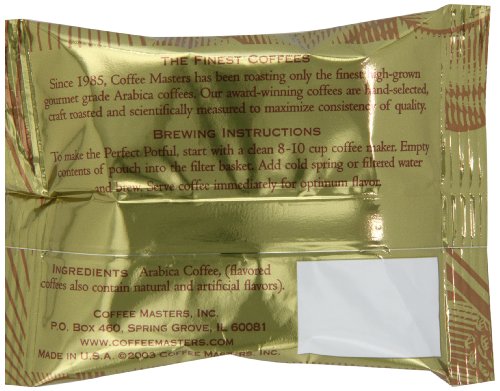 THE FINEST COFFEES
Since 1985, Coffee Masters has been roasting only the finest high-grown
gourmet grade Arabica coffees. Our award-winning coffees are hand-selected,
craft roasted and scientifically measured to maximize consistency of quality.
BREWING INSTRUCTIONS
To make the Perfect Potful, start with a clean 8-10 cup coffee maker. Empty
contents of pouch into the filter basket. Add cold spring or filtered water
and brew. Serve coffee immediately for optimum flavor.
INGREDIENTS Arabica Coffee, (flavored
coffees also contain natural and artificial flavors).
COFFEE MASTERS, INC.
P.O. BOX 460, SPRING GROVE, IL 60081
WWW.COFFEEMASTERS.COM
MADE IN U.S.A. ©2003 COFFEE MASTERS, INC.